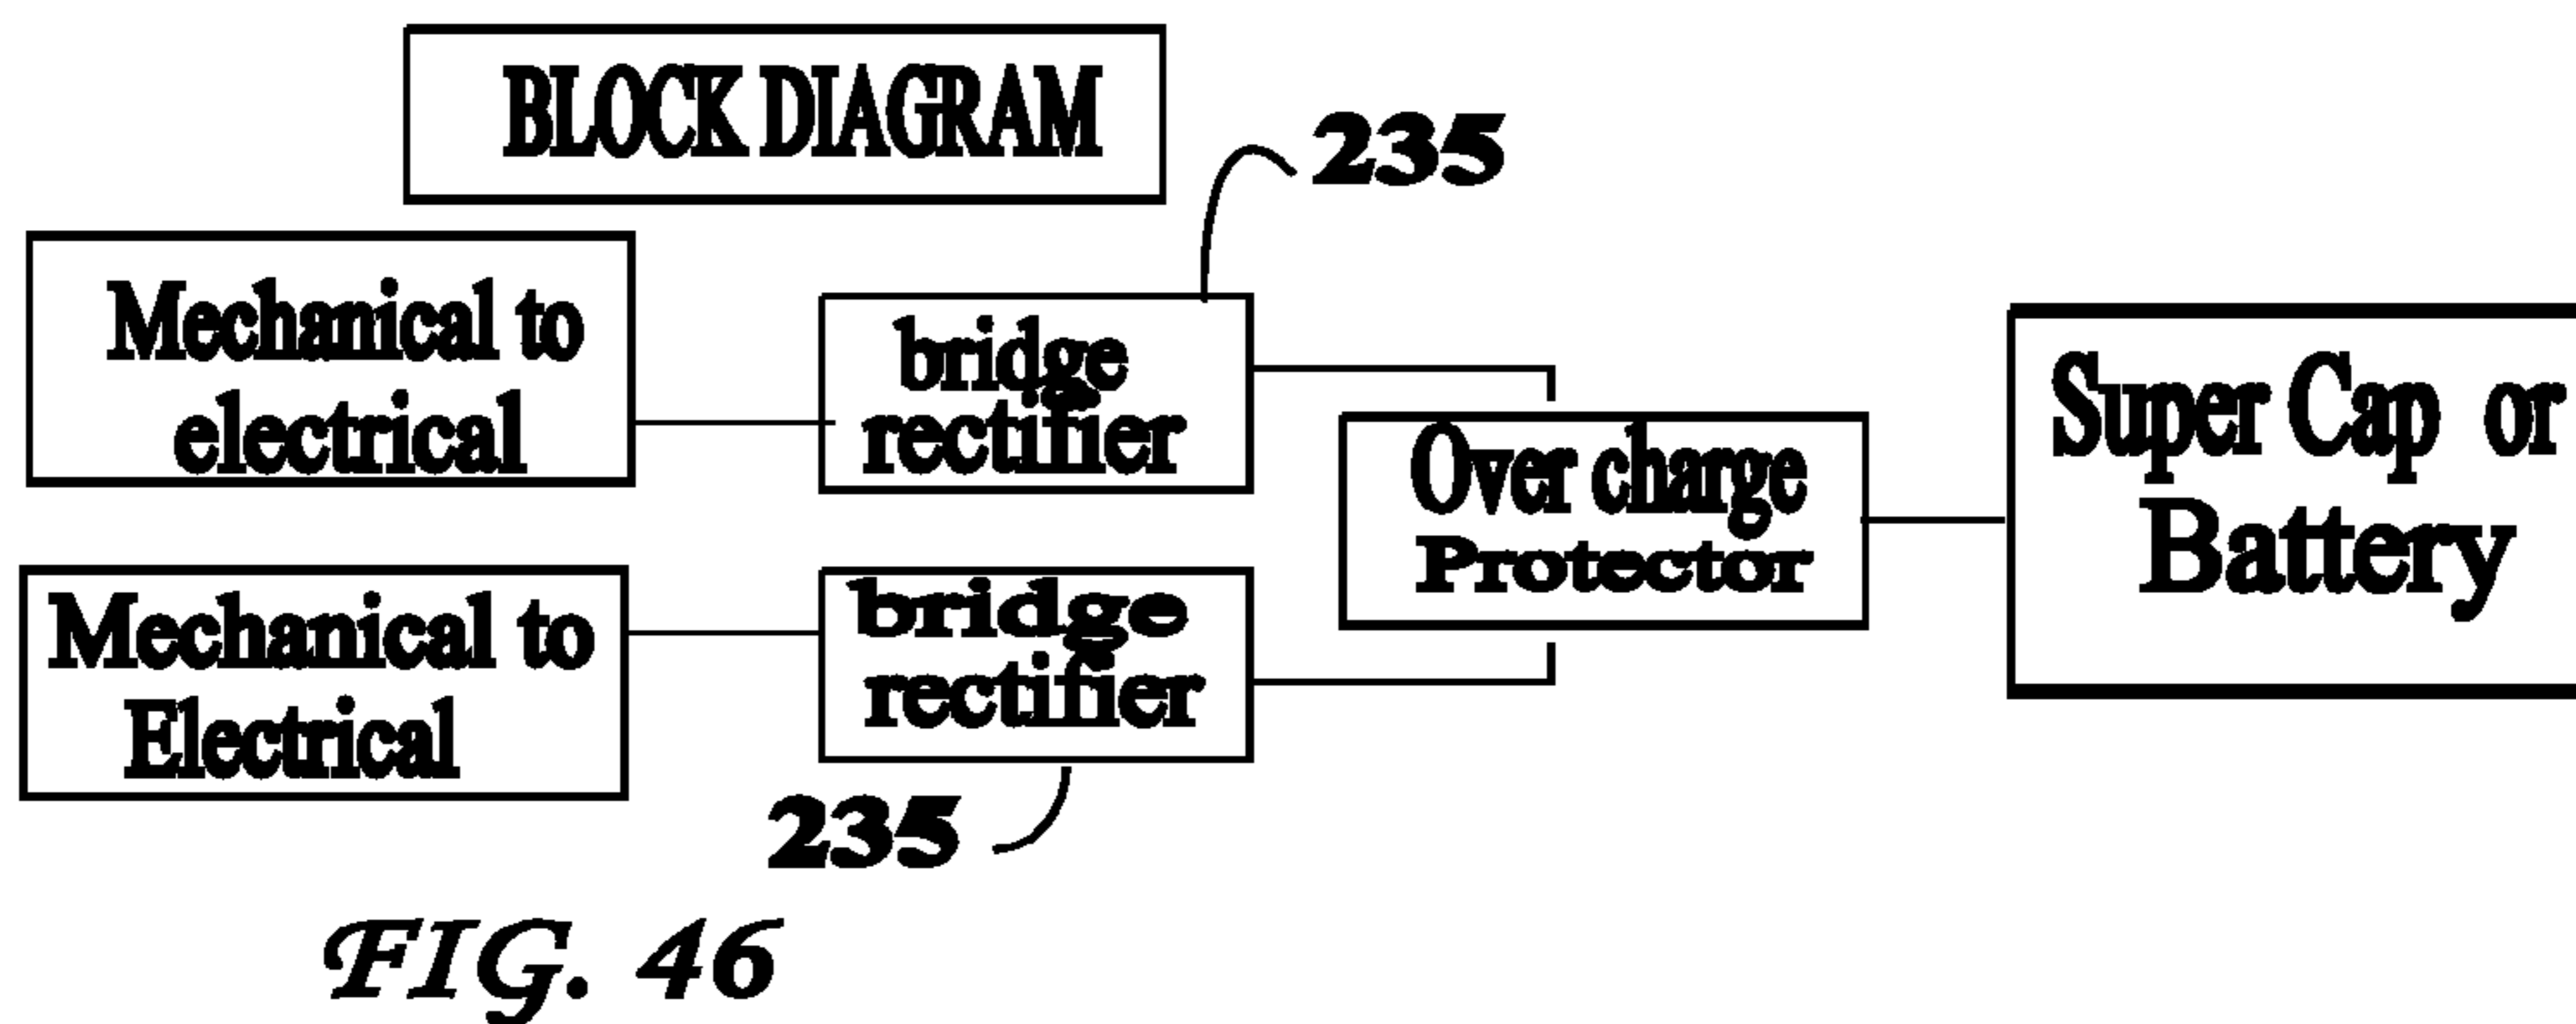 BLOCK DIAGRAM
235
Mechanical to
electrical
bridge
rectifier
Over charge
Protector
Super Cap or
Battery
Mechanical to
Electrical
bridge
rectifier
235
FIG. 46